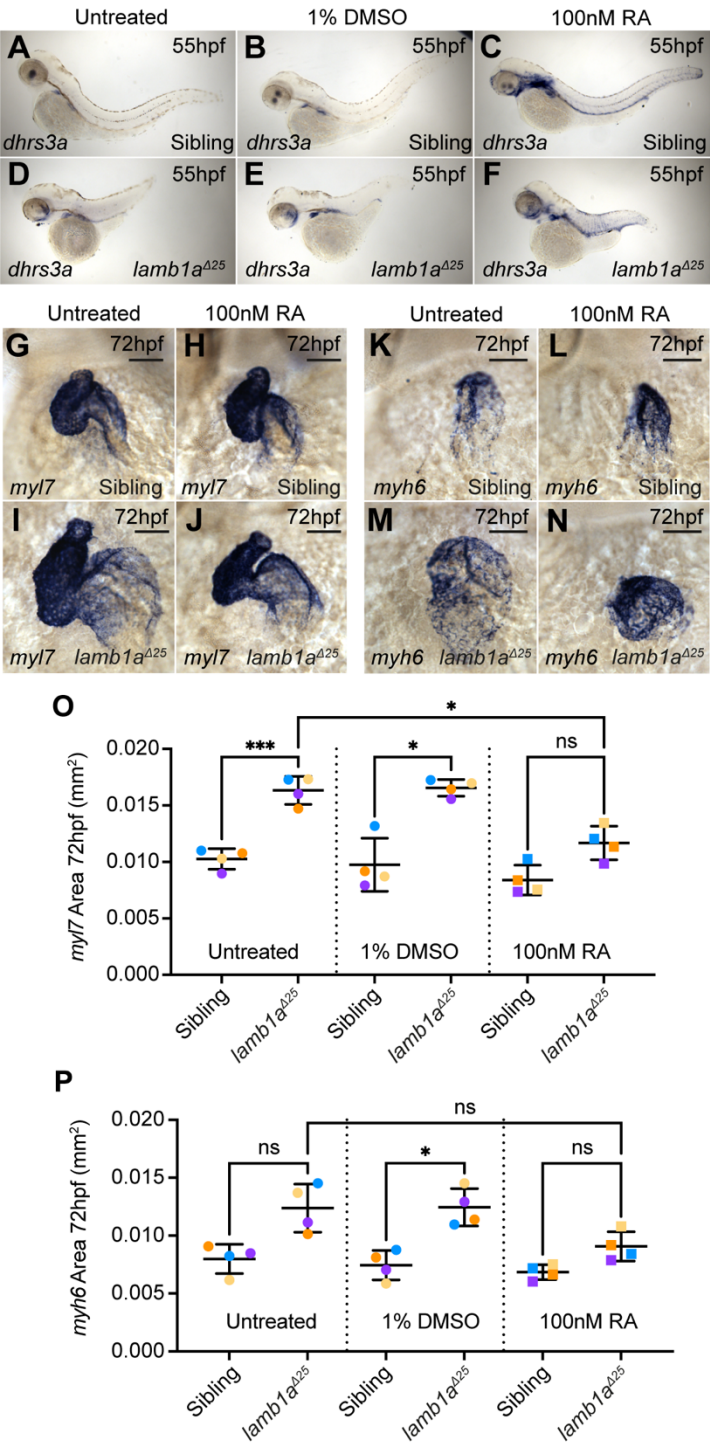 Untreated 1% DMSO 100nM RA
A 55hpf B 55hpf C 55hpf
dhrs3a Sibling dhrs3a Sibling dhrs3a Sibling
D 55hpf E 55hpf F 55hpf
dhrs3a lamb1aΔ25 dhrs3a lamb1aΔ25 dhrs3a lamb1aΔ25
Untreated 100nM RA Untreated 100nM RA
G 72hpf H 72hpf K 72hpf L 72hpf
myl7 Sibling myl7 Sibling myh6 Sibling myh6 Sibling
I 72hpf J 72hpf M 72hpf N 72hpf
myl7 lamb1aΔ25 myl7 lamb1aΔ25 myh6 lamb1aΔ25 myh6 lamb1aΔ25
O
*
*** * ns
myl7 Area 72hpf (mm2)
0.020
0.015
0.010
0.005
0.000
Untreated 1% DMSO 100nM RA
Sibling lamb1aΔ25 Sibling lamb1aΔ25 Sibling lamb1aΔ25
P
ns
ns * ns
myh6 Area 72hpf (mm2)
0.020
0.015
0.010
0.005
0.000
Untreated 1% DMSO 100nM RA
Sibling lamb1aΔ25 Sibling lamb1aΔ25 Sibling lamb1aΔ25